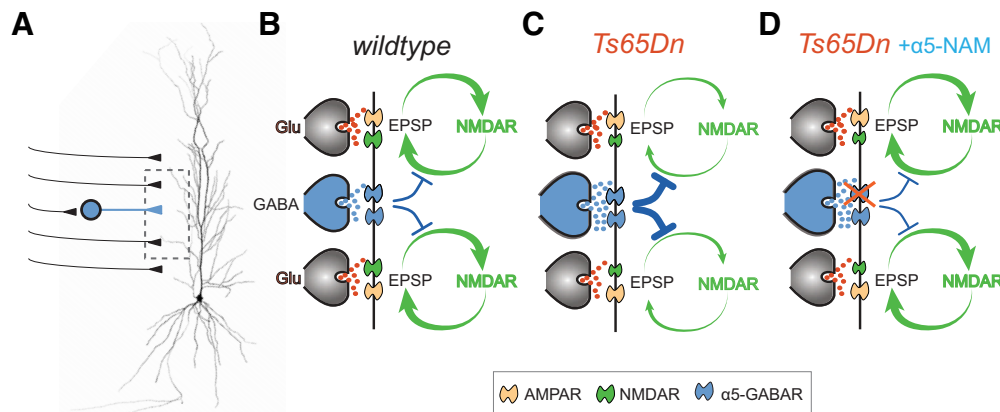 A
B
wildtype
Glu
EPSP
NMDAR
GABA
Glu
EPSP
NMDAR
C
Ts65Dn
EPSP
NMDAR
EPSP
NMDAR
D
Ts65Dn +α5-NAM
EPSP
NMDAR
EPSP
NMDAR
AMPAR
NMDAR
α5-GABAR